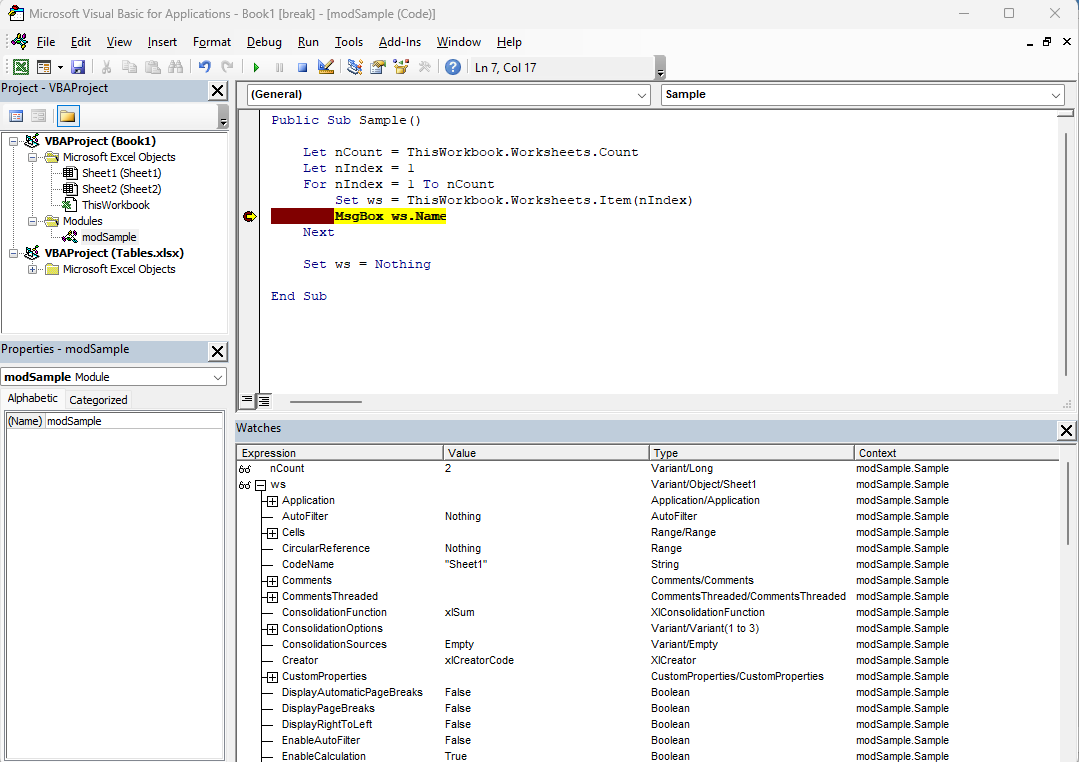 Microsoft Visual Basic for Applications - Book1 [break] - [modSample (Code)]
File Edit View Insert Format Debug Run Tools Add-Ins Window Help
Ln 7, Col 17
Project - VBAProject
VBAProject (Book1)
Microsoft Excel Objects
Sheet1 (Sheet1)
Sheet2 (Sheet2)
ThisWorkbook
Modules
modSample
VBAProject (Tables.xlsx)
Microsoft Excel Objects
Properties - modSample
modSample Module
Alphabetic Categorized
(Name) modSample
(General) Sample
Public Sub Sample()
Let nCount = ThisWorkbook.Worksheets.Count
Let nIndex = 1
For nIndex = 1 To nCount
Set ws = ThisWorkbook.Worksheets.Item(nIndex)
MsgBox ws.Name
Next
Set ws = Nothing
End Sub
Watches
Expression Value Type Context
nCount 2 Variant/Long modSample.Sample
ws Variant/Object/Sheet1 modSample.Sample
Application Application/Application modSample.Sample
AutoFilter Nothing AutoFilter modSample.Sample
Cells Range/Range modSample.Sample
CircularReference Nothing Range modSample.Sample
CodeName "Sheet1" String modSample.Sample
Comments Comments/Comments modSample.Sample
CommentsThreaded CommentsThreaded/CommentsThreaded modSample.Sample
ConsolidationFunction xlSum XlConsolidationFunction modSample.Sample
ConsolidationOptions Variant/Variant(1 to 3) modSample.Sample
ConsolidationSources Empty Variant/Empty modSample.Sample
Creator xlCreatorCode XlCreator modSample.Sample
CustomProperties CustomProperties/CustomProperties modSample.Sample
DisplayAutomaticPageBreaks False Boolean modSample.Sample
DisplayPageBreaks False Boolean modSample.Sample
DisplayRightToLeft False Boolean modSample.Sample
EnableAutoFilter False Boolean modSample.Sample
EnableCalculation True Boolean modSample.Sample